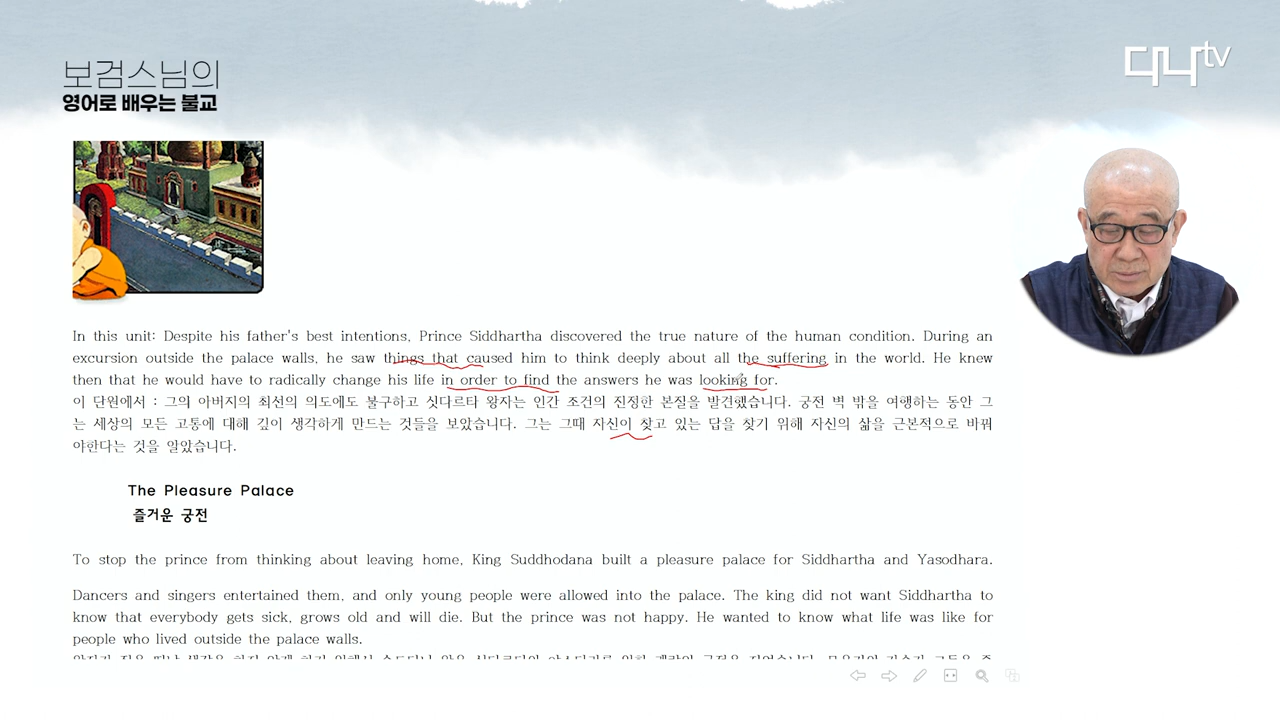 보검스님의
영어로 배우는 불교
디나tv
In this unit: Despite his father's best intentions, Prince Siddhartha discovered the true nature of the human condition. During an
excursion outside the palace walls, he saw things that caused him to think deeply about all the suffering in the world. He knew
then that he would have to radically change his life in order to find the answers he was looking for.
이 단원에서 : 그의 아버지의 최선의 의도에도 불구하고 싯다르타 왕자는 인간 조건의 진정한 본질을 발견했습니다. 궁전 벽 밖을 여행하는 동안 그
는 세상의 모든 고통에 대해 깊이 생각하게 만드는 것들을 보았습니다. 그는 그때 자신이 찾고 있는 답을 찾기 위해 자신의 삶을 근본적으로 바꿔
야한다는 것을 알았습니다.
The Pleasure Palace
즐거운 궁전
To stop the prince from thinking about leaving home, King Suddhodana built a pleasure palace for Siddhartha and Yasodhara.
Dancers and singers entertained them, and only young people were allowed into the palace. The king did not want Siddhartha to
know that everybody gets sick, grows old and will die. But the prince was not happy. He wanted to know what life was like for
people who lived outside the palace walls.